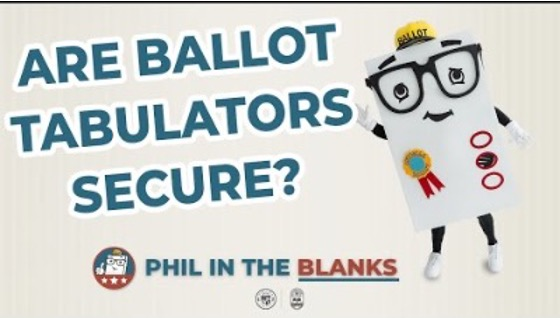 ARE BALLOT
TABULATORS
SECURE?
BALLOT
PHIL IN THE BLANKS